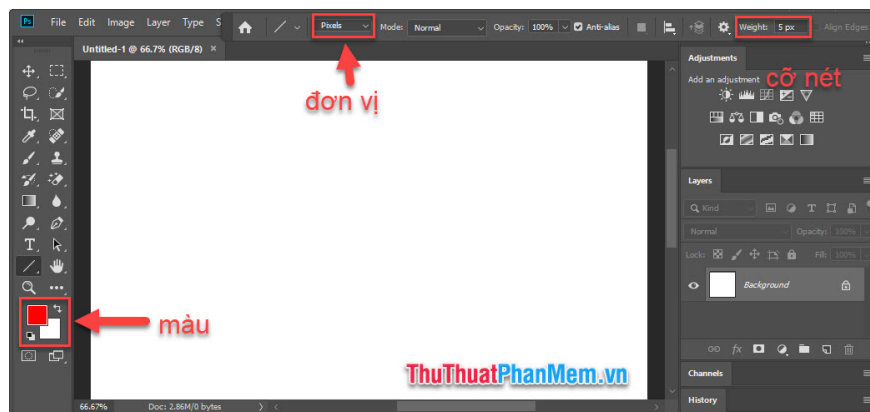 Ps File Edit Image Layer Type S
Pixels Mode: Normal Opacity: 100% Anti-alias Weight: 5 px Align Edges
Untitled-1 @ 66.7% (RGB/8) ×
Adjustments
Add an adjustment
cỡ nét
đơn vị
Layers
Kind
Normal Opacity: 100%
Lock: Fill: 100%
Background
màu
fx
ThuThuatPhanMem.vn
Channels
History
66.67% Doc: 2.86M/0 bytes